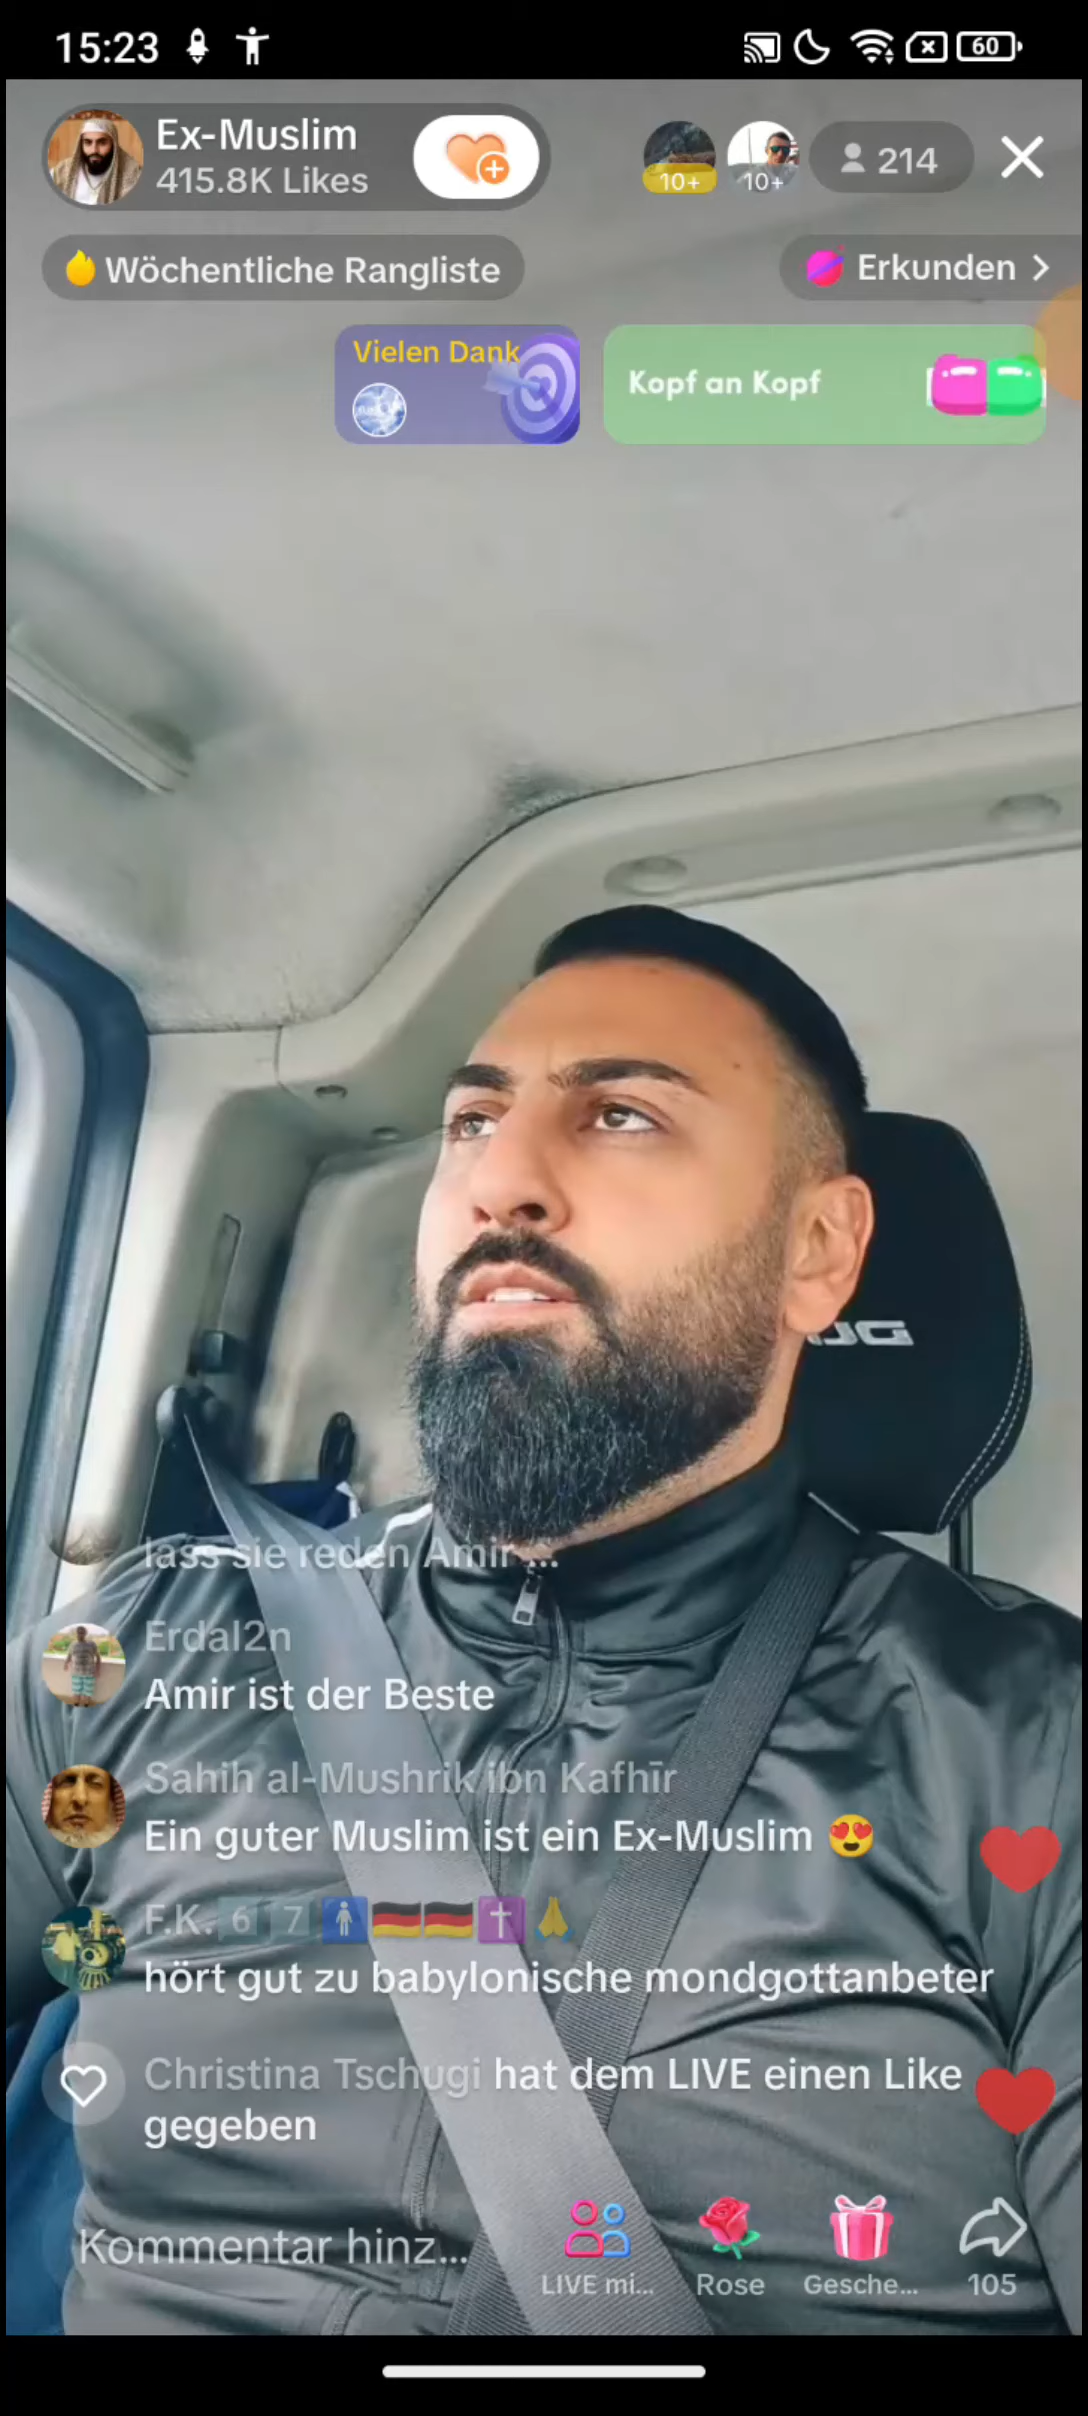 15:23
60
Ex-Muslim
415.8K Likes
10+
10+
214
Wöchentliche Rangliste
Erkunden >
Vielen Dank
Kopf an Kopf
lass sie reden Amir ...
Erdal2n
Amir ist der Beste
Sahih al-Mushrik ibn Kafhīr
Ein guter Muslim ist ein Ex-Muslim 😍
F.K. 6️⃣7️⃣🚹🇩🇪🇩🇪✝️🙏
hört gut zu babylonische mondgottanbeter
Christina Tschugi hat dem LIVE einen Like
gegeben
Kommentar hinz...
LIVE mi...
Rose
Gesche...
105